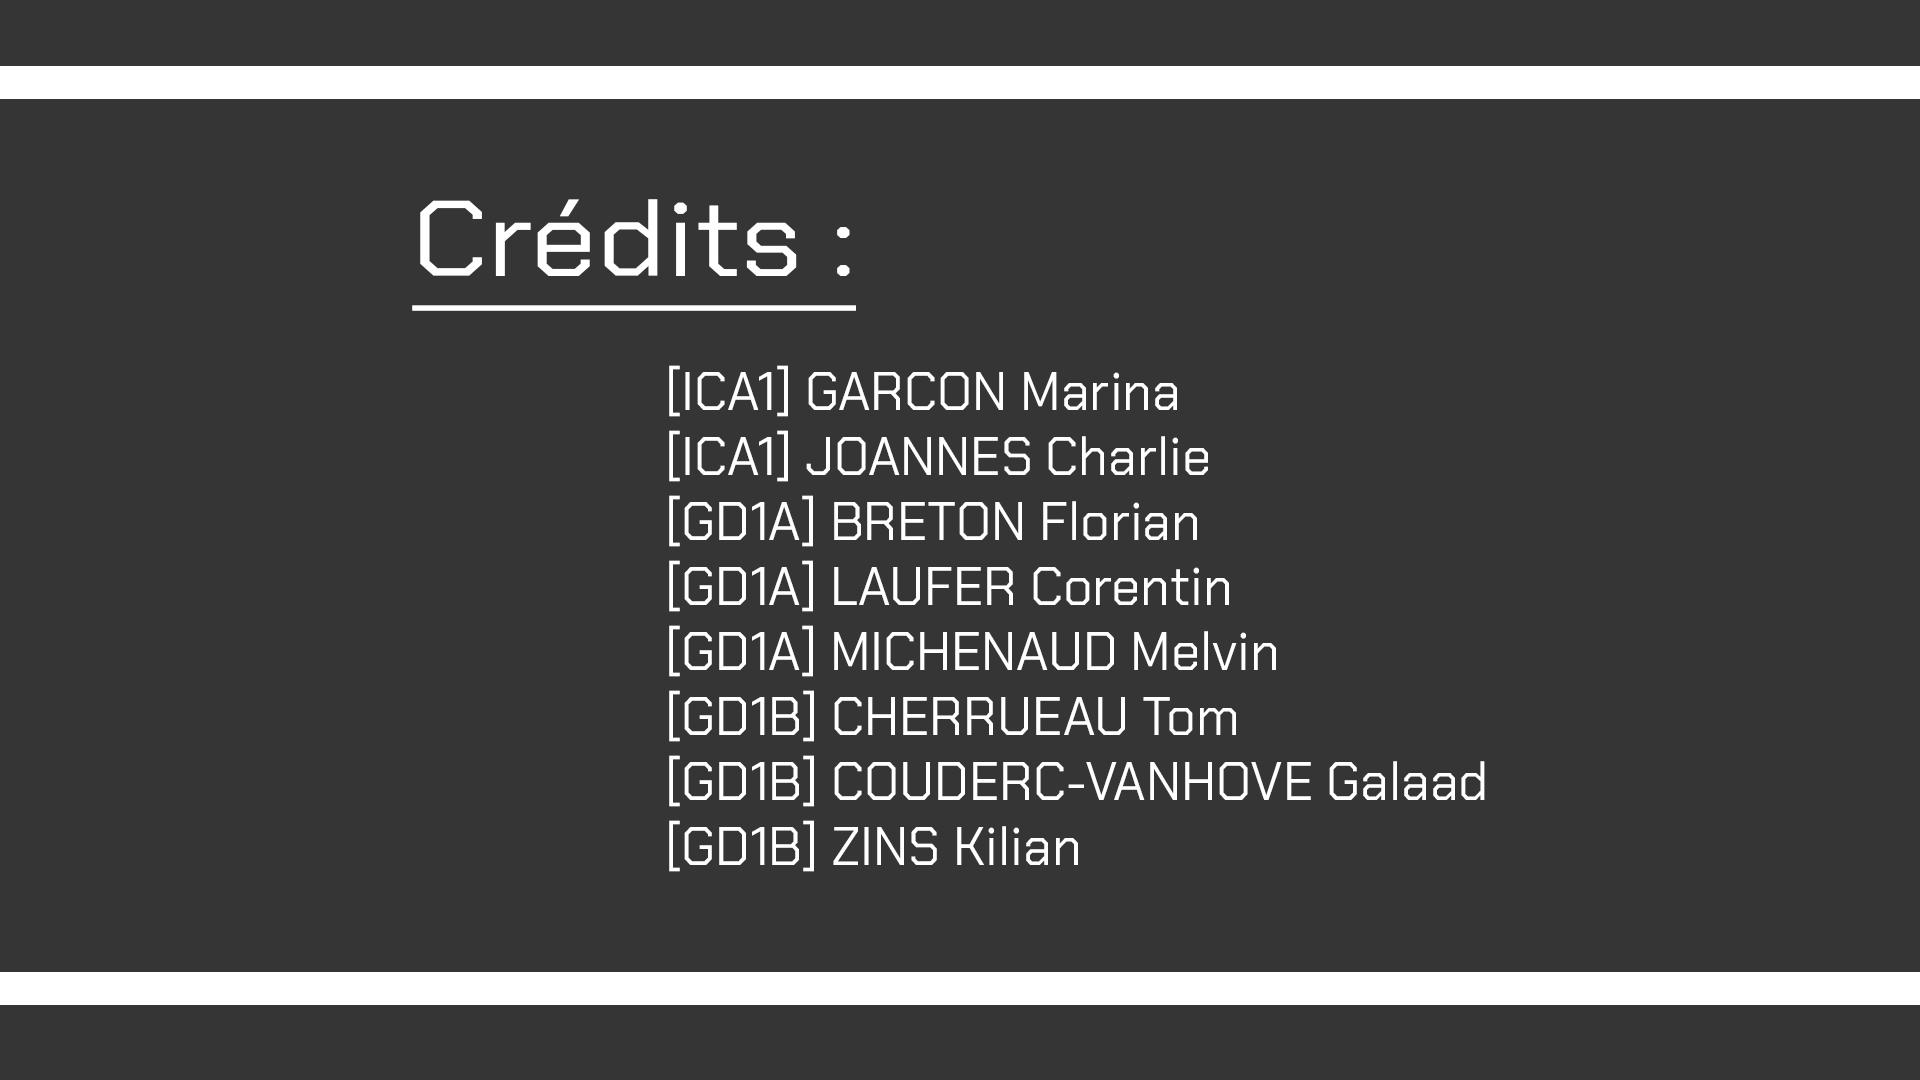 Crédits :
[ICA1] GARCON Marina
[ICA1] JOANNES Charlie
[GD1A] BRETON Florian
[GD1A] LAUFER Corentin
[GD1A] MICHENAUD Melvin
[GD1B] CHERRUEAU Tom
[GD1B] COUDERC-VANHOVE Galaad
[GD1B] ZINS Kilian